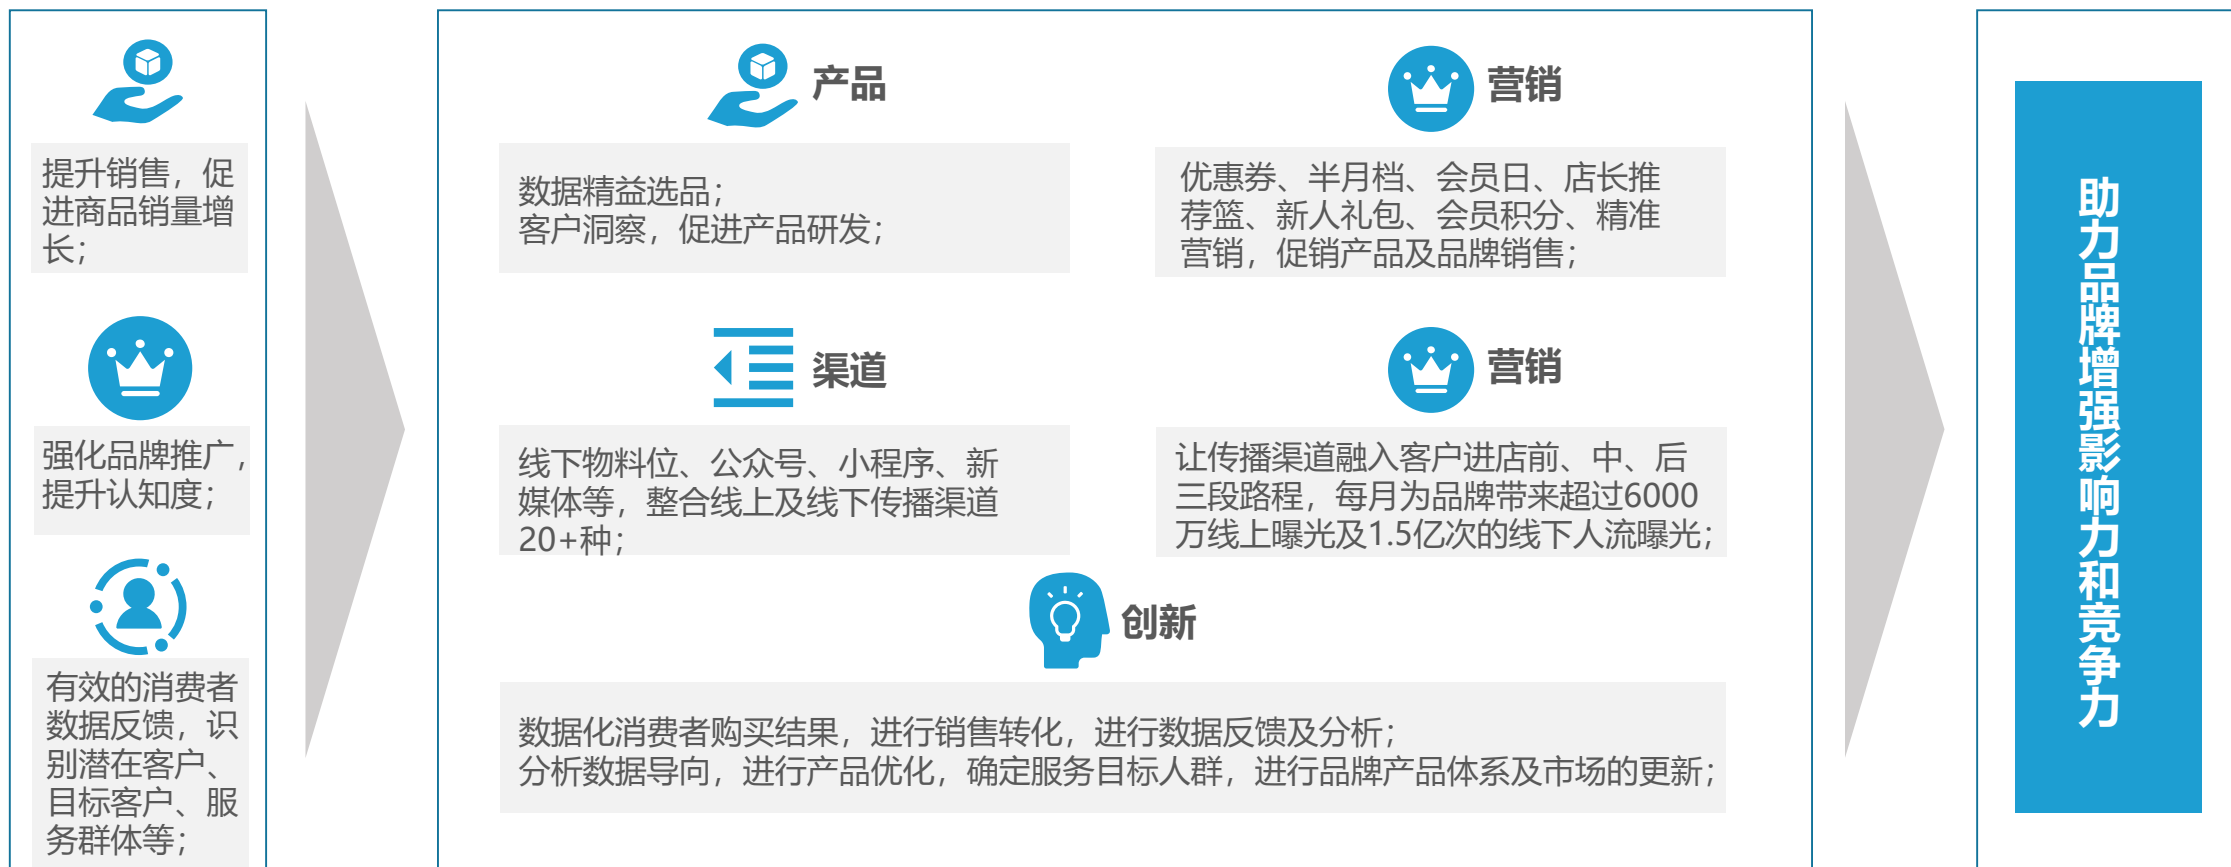 提升销售，促
进商品销量增
长；
强化品牌推广，
提升认知度；
有效的消费者
数据反馈，识
别潜在客户、
目标客户、服
务群体等；
产品
数据精益选品；
客户洞察，促进产品研发；
营销
优惠券、半月档、会员日、店长推
荐篮、新人礼包、会员积分、精准
营销，促销产品及品牌销售；
渠道
线下物料位、公众号、小程序、新
媒体等，整合线上及线下传播渠道
20+种；
营销
让传播渠道融入客户进店前、中、后
三段路程，每月为品牌带来超过6000
万线上曝光及1.5亿次的线下人流曝光；
创新
数据化消费者购买结果，进行销售转化，进行数据反馈及分析；
分析数据导向，进行产品优化，确定服务目标人群，进行品牌产品体系及市场的更新；
助力品牌增强影响力和竞争力